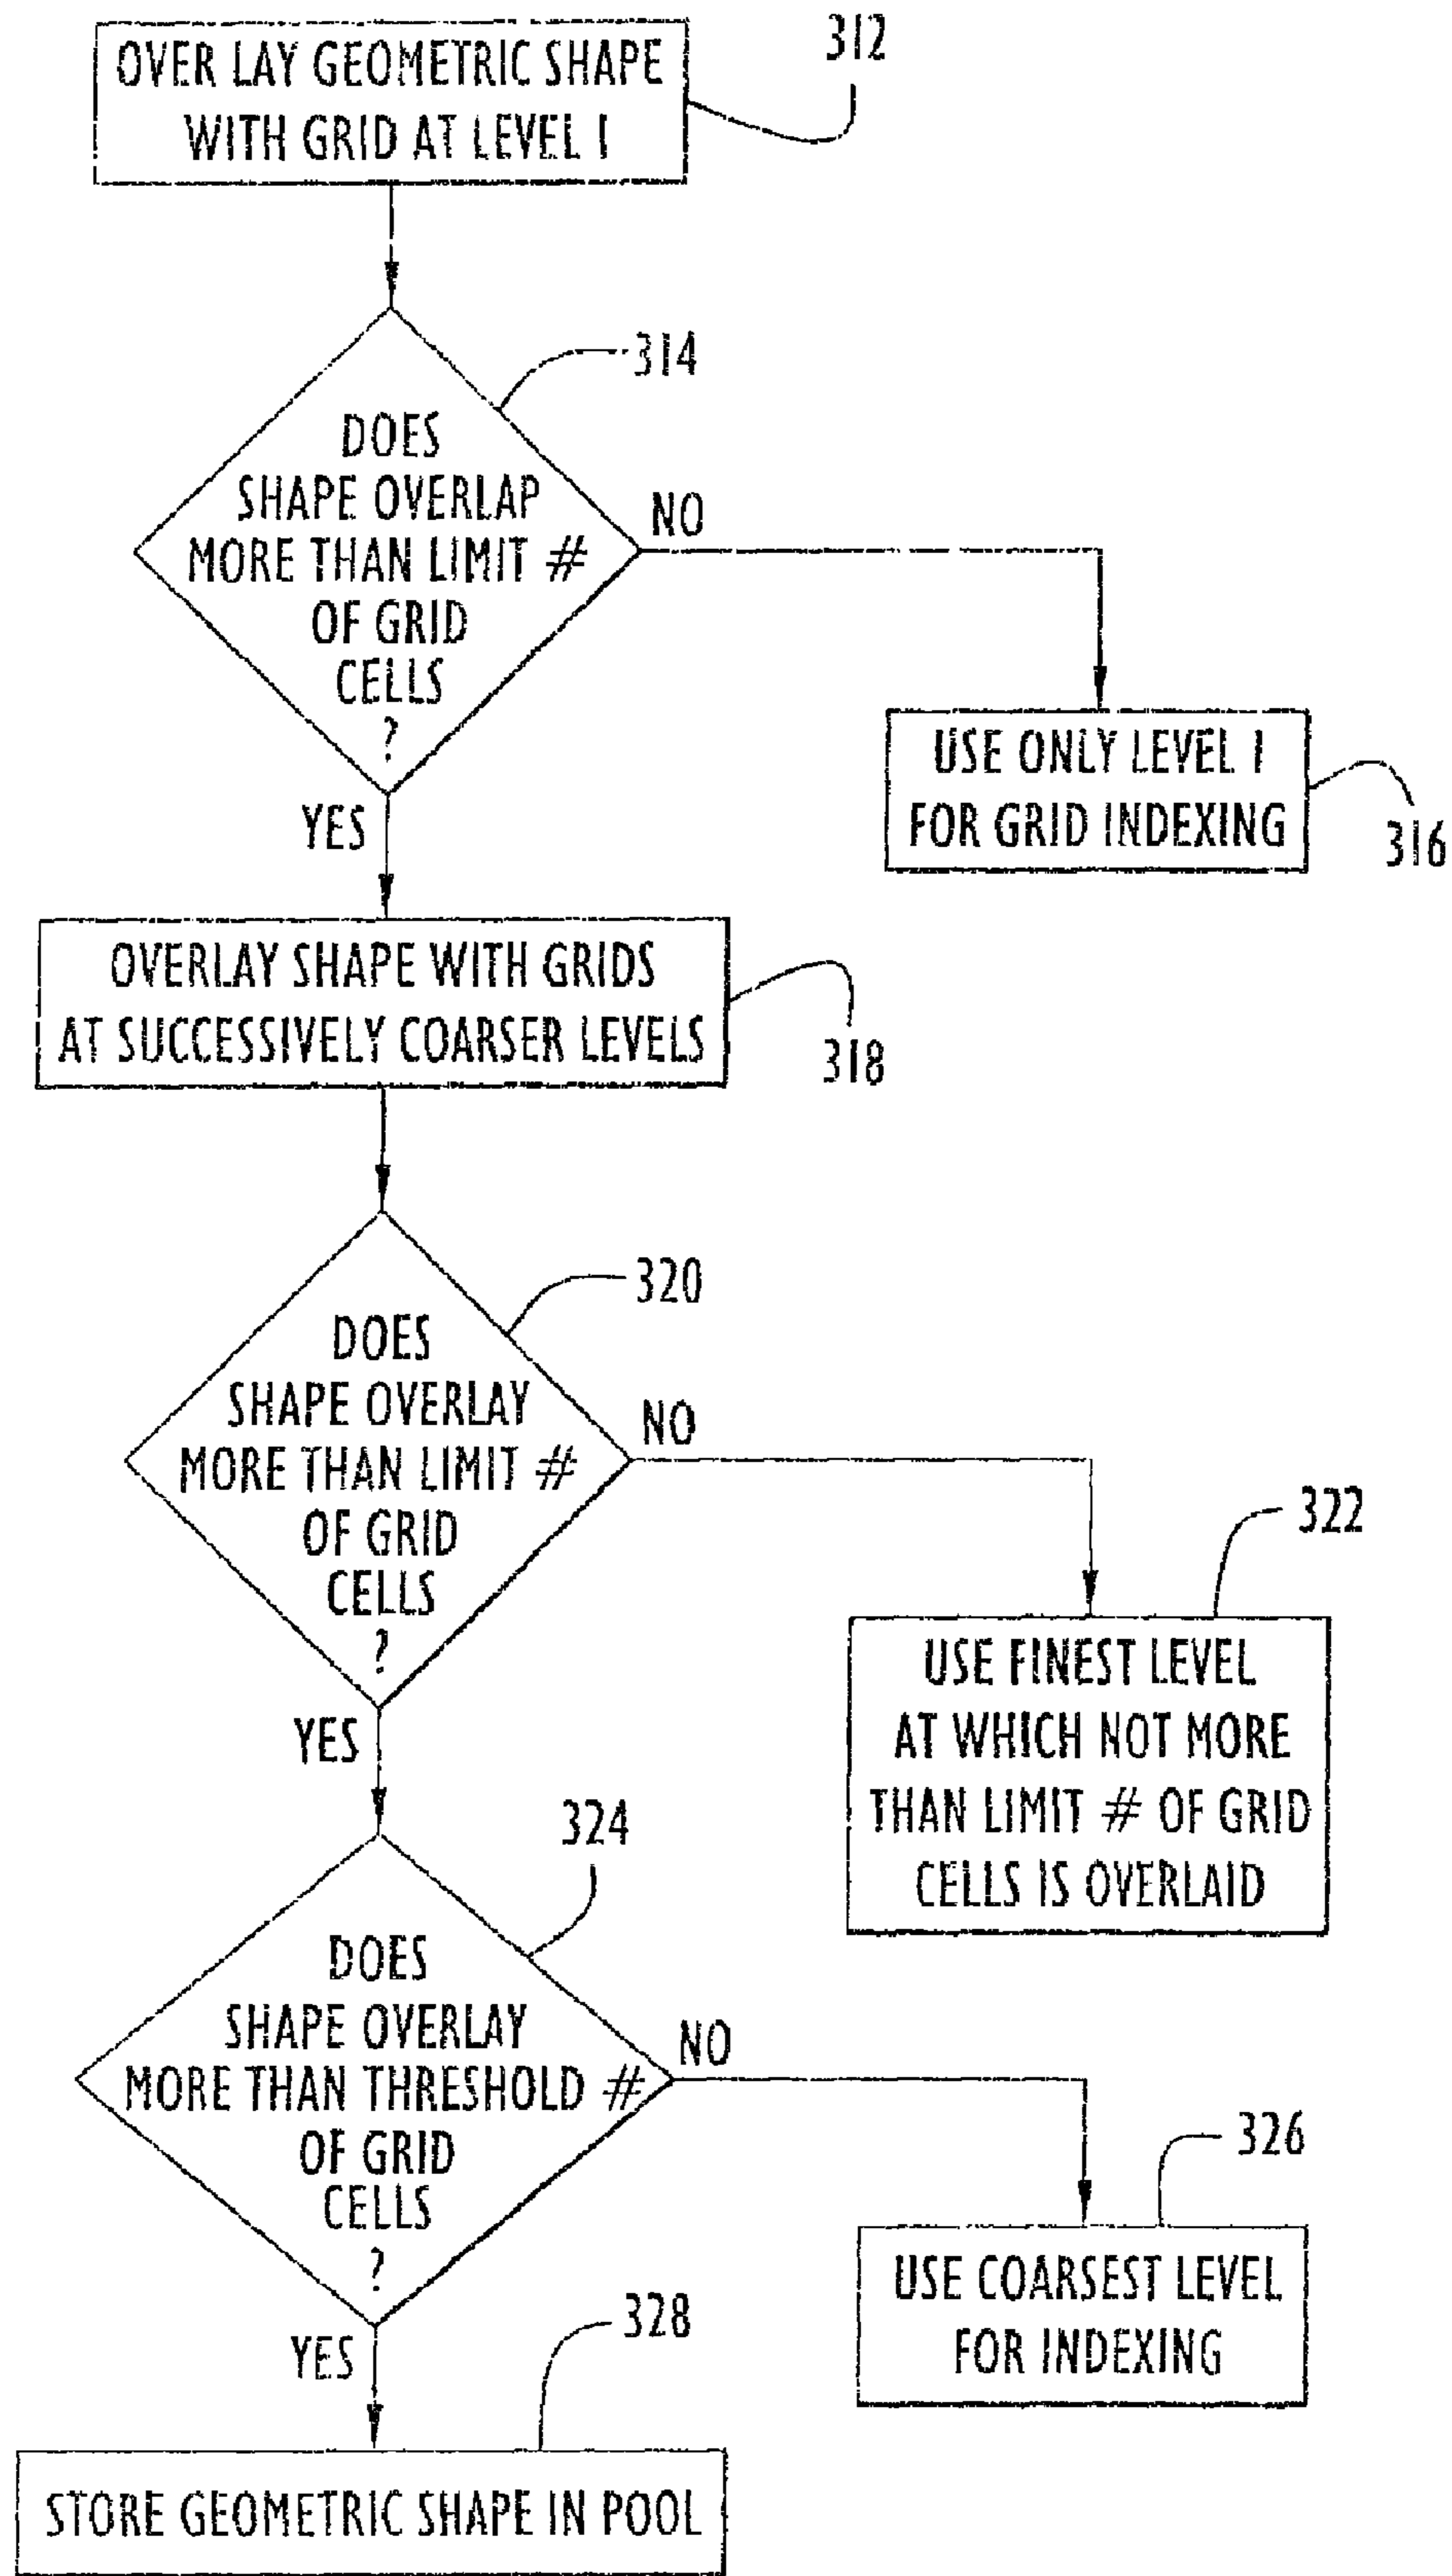 OVER LAY GEOMETRIC SHAPE
WITH GRID AT LEVEL 1
312
314
DOES
SHAPE OVERLAP
MORE THAN LIMIT #
OF GRID
CELLS
?
NO
YES
USE ONLY LEVEL 1
FOR GRID INDEXING
316
OVERLAY SHAPE WITH GRIDS
AT SUCCESSIVELY COARSER LEVELS
318
320
DOES
SHAPE OVERLAY
MORE THAN LIMIT #
OF GRID
CELLS
?
NO
YES
322
USE FINEST LEVEL
AT WHICH NOT MORE
THAN LIMIT # OF GRID
CELLS IS OVERLAID
324
DOES
SHAPE OVERLAY
MORE THAN THRESHOLD #
OF GRID
CELLS
?
NO
YES
326
USE COARSEST LEVEL
FOR INDEXING
328
STORE GEOMETRIC SHAPE IN POOL